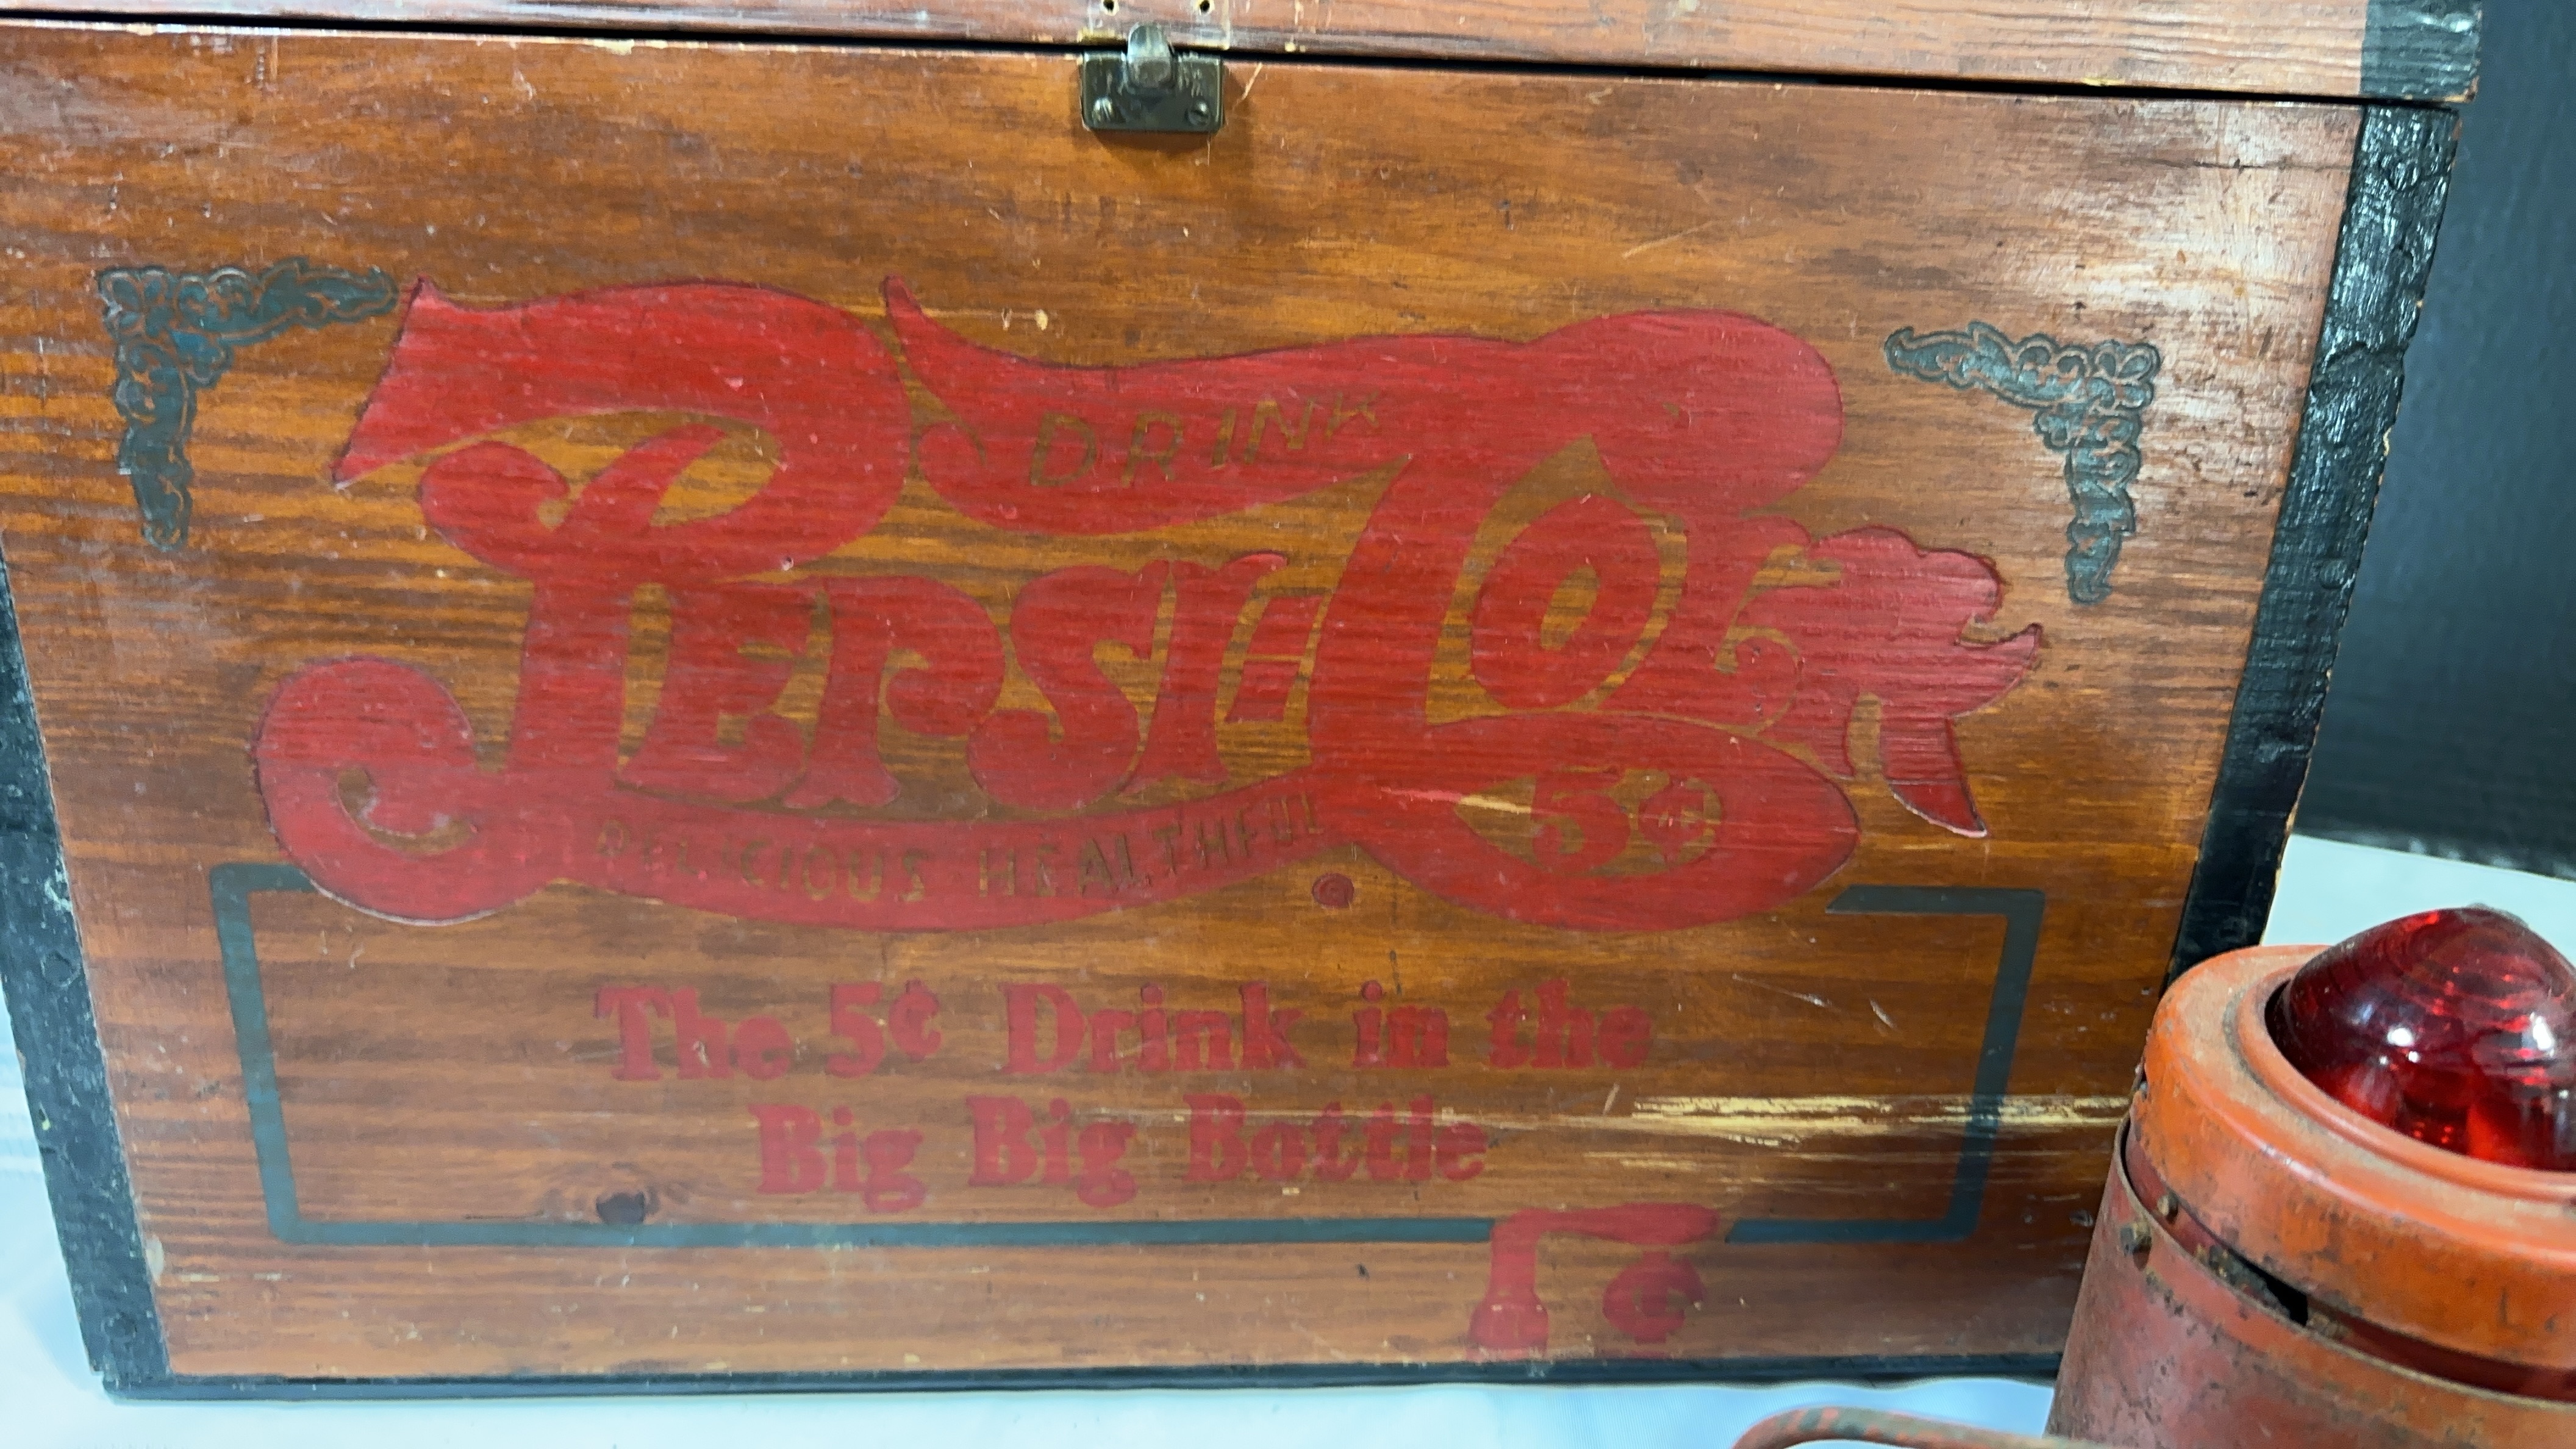 DRINK
PEPSI=COLA
DELICIOUS HEALTHFUL
5¢
The 5¢ Drink in the
Big Big Bottle